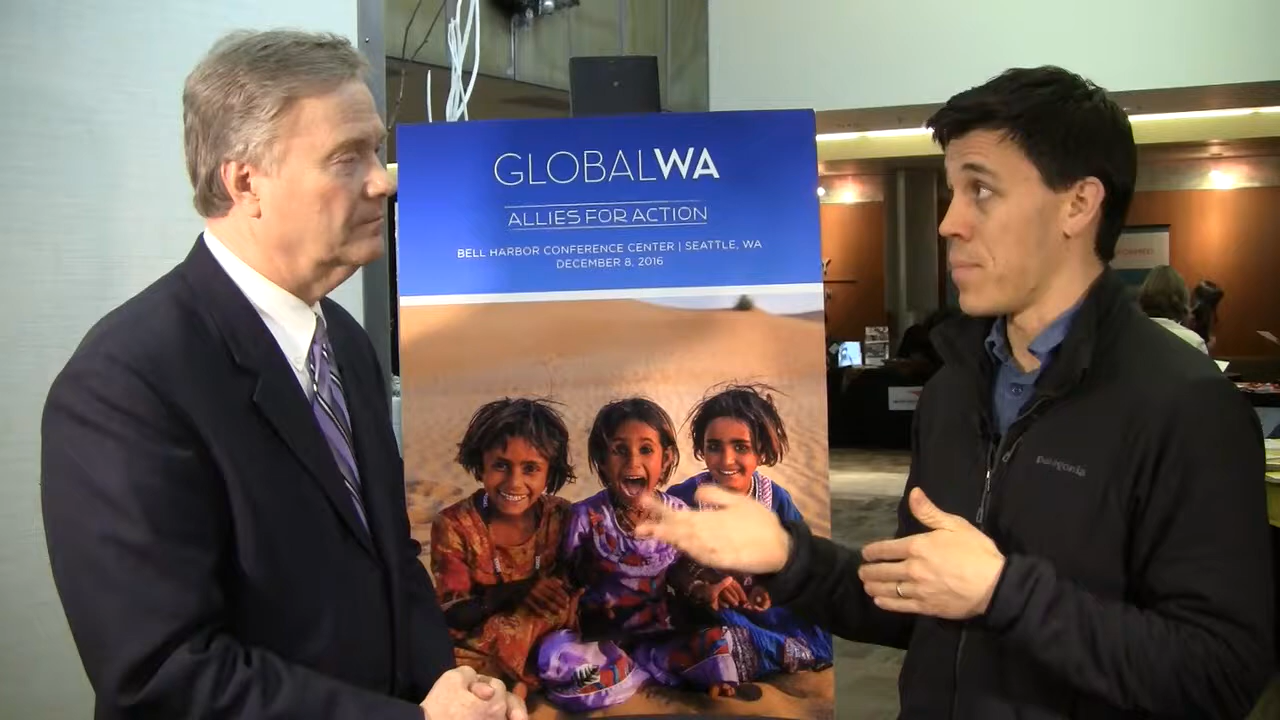 GLOBALWA
ALLIES FOR ACTION
BELL HARBOR CONFERENCE CENTER | SEATTLE, WA
DECEMBER 8, 2016
patagonia